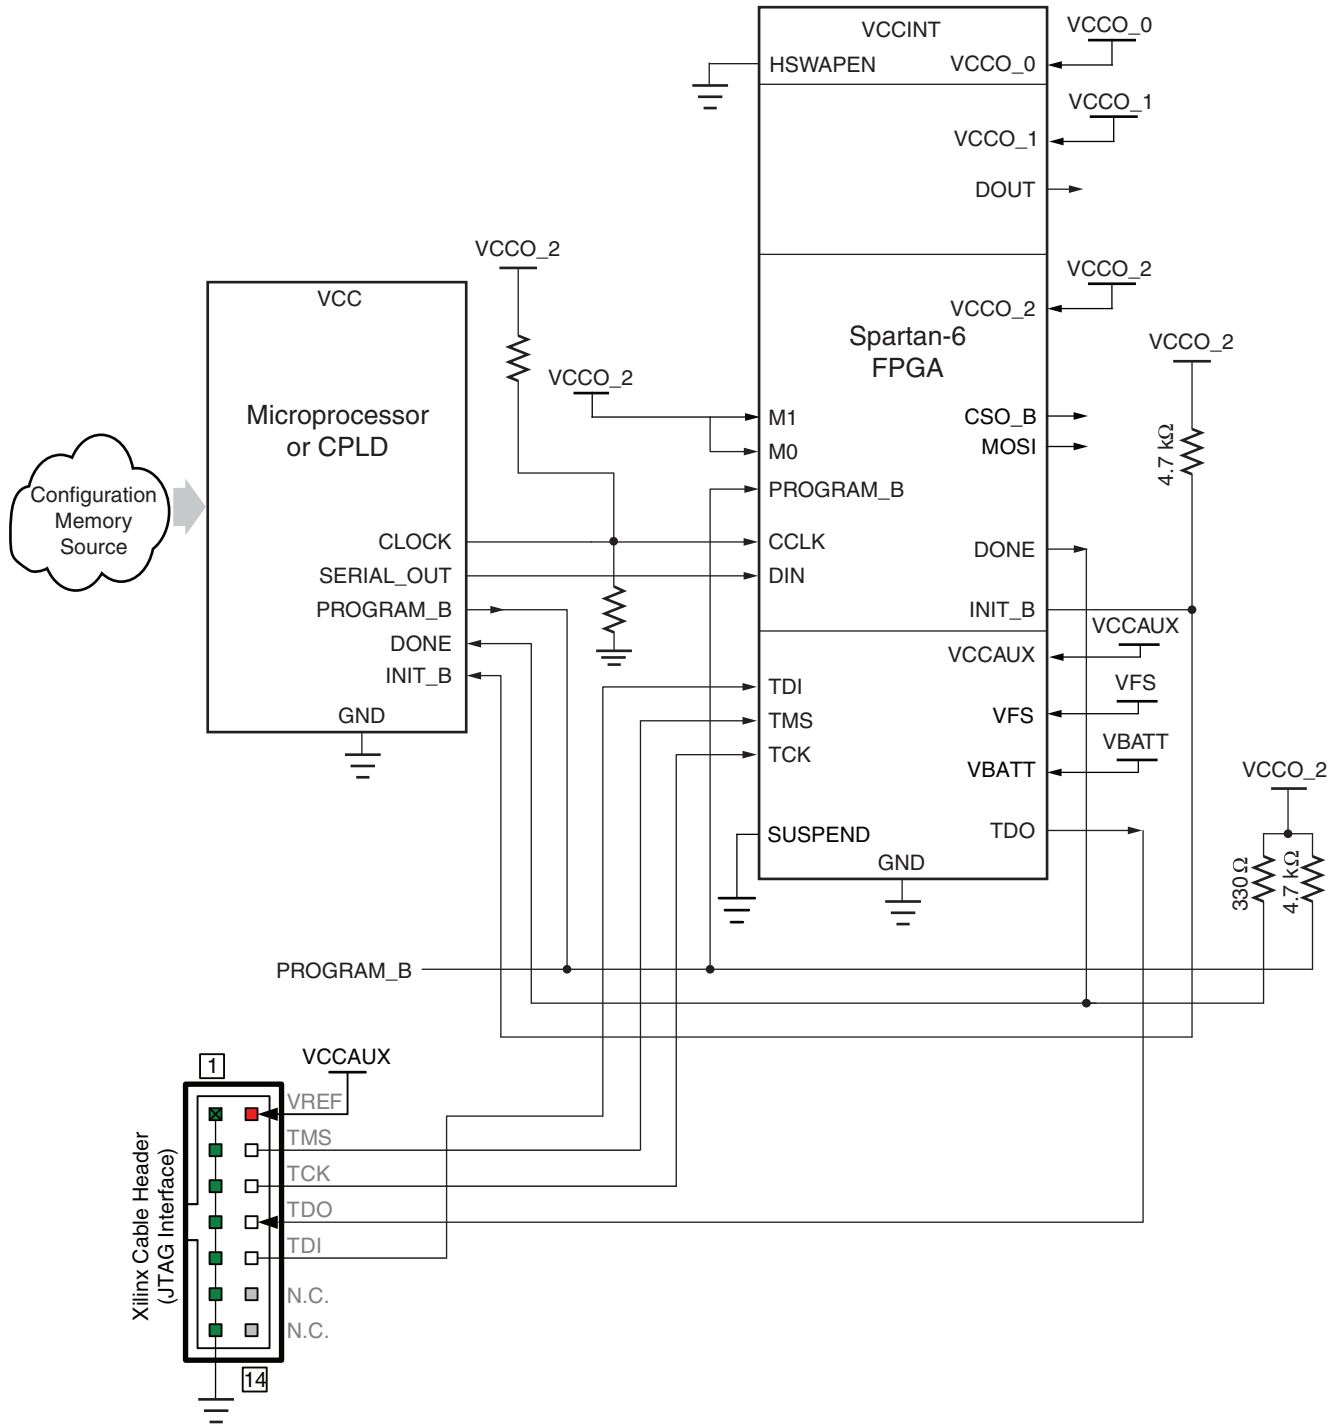 VCCINT
VCCO_0
HSWAPEN
VCCO_0
VCCO_1
VCCO_1
DOUT
VCCO_2
VCCO_2
VCCO_2
VCC
Spartan-6
FPGA
VCCO_2
VCCO_2
Microprocessor
or CPLD
M1
CSO_B
M0
MOSI
4.7 kΩ
PROGRAM_B
Configuration
Memory
Source
CLOCK
CCLK
DONE
SERIAL_OUT
DIN
PROGRAM_B
INIT_B
DONE
VCCAUX
VCCAUX
INIT_B
TDI
VFS
VFS
GND
TMS
TCK
VBATT
VBATT
VCCO_2
SUSPEND
TDO
GND
330 Ω
4.7 kΩ
PROGRAM_B
1
VCCAUX
VREF
TMS
TCK
TDO
TDI
N.C.
N.C.
Xilinx Cable Header
(JTAG Interface)
14